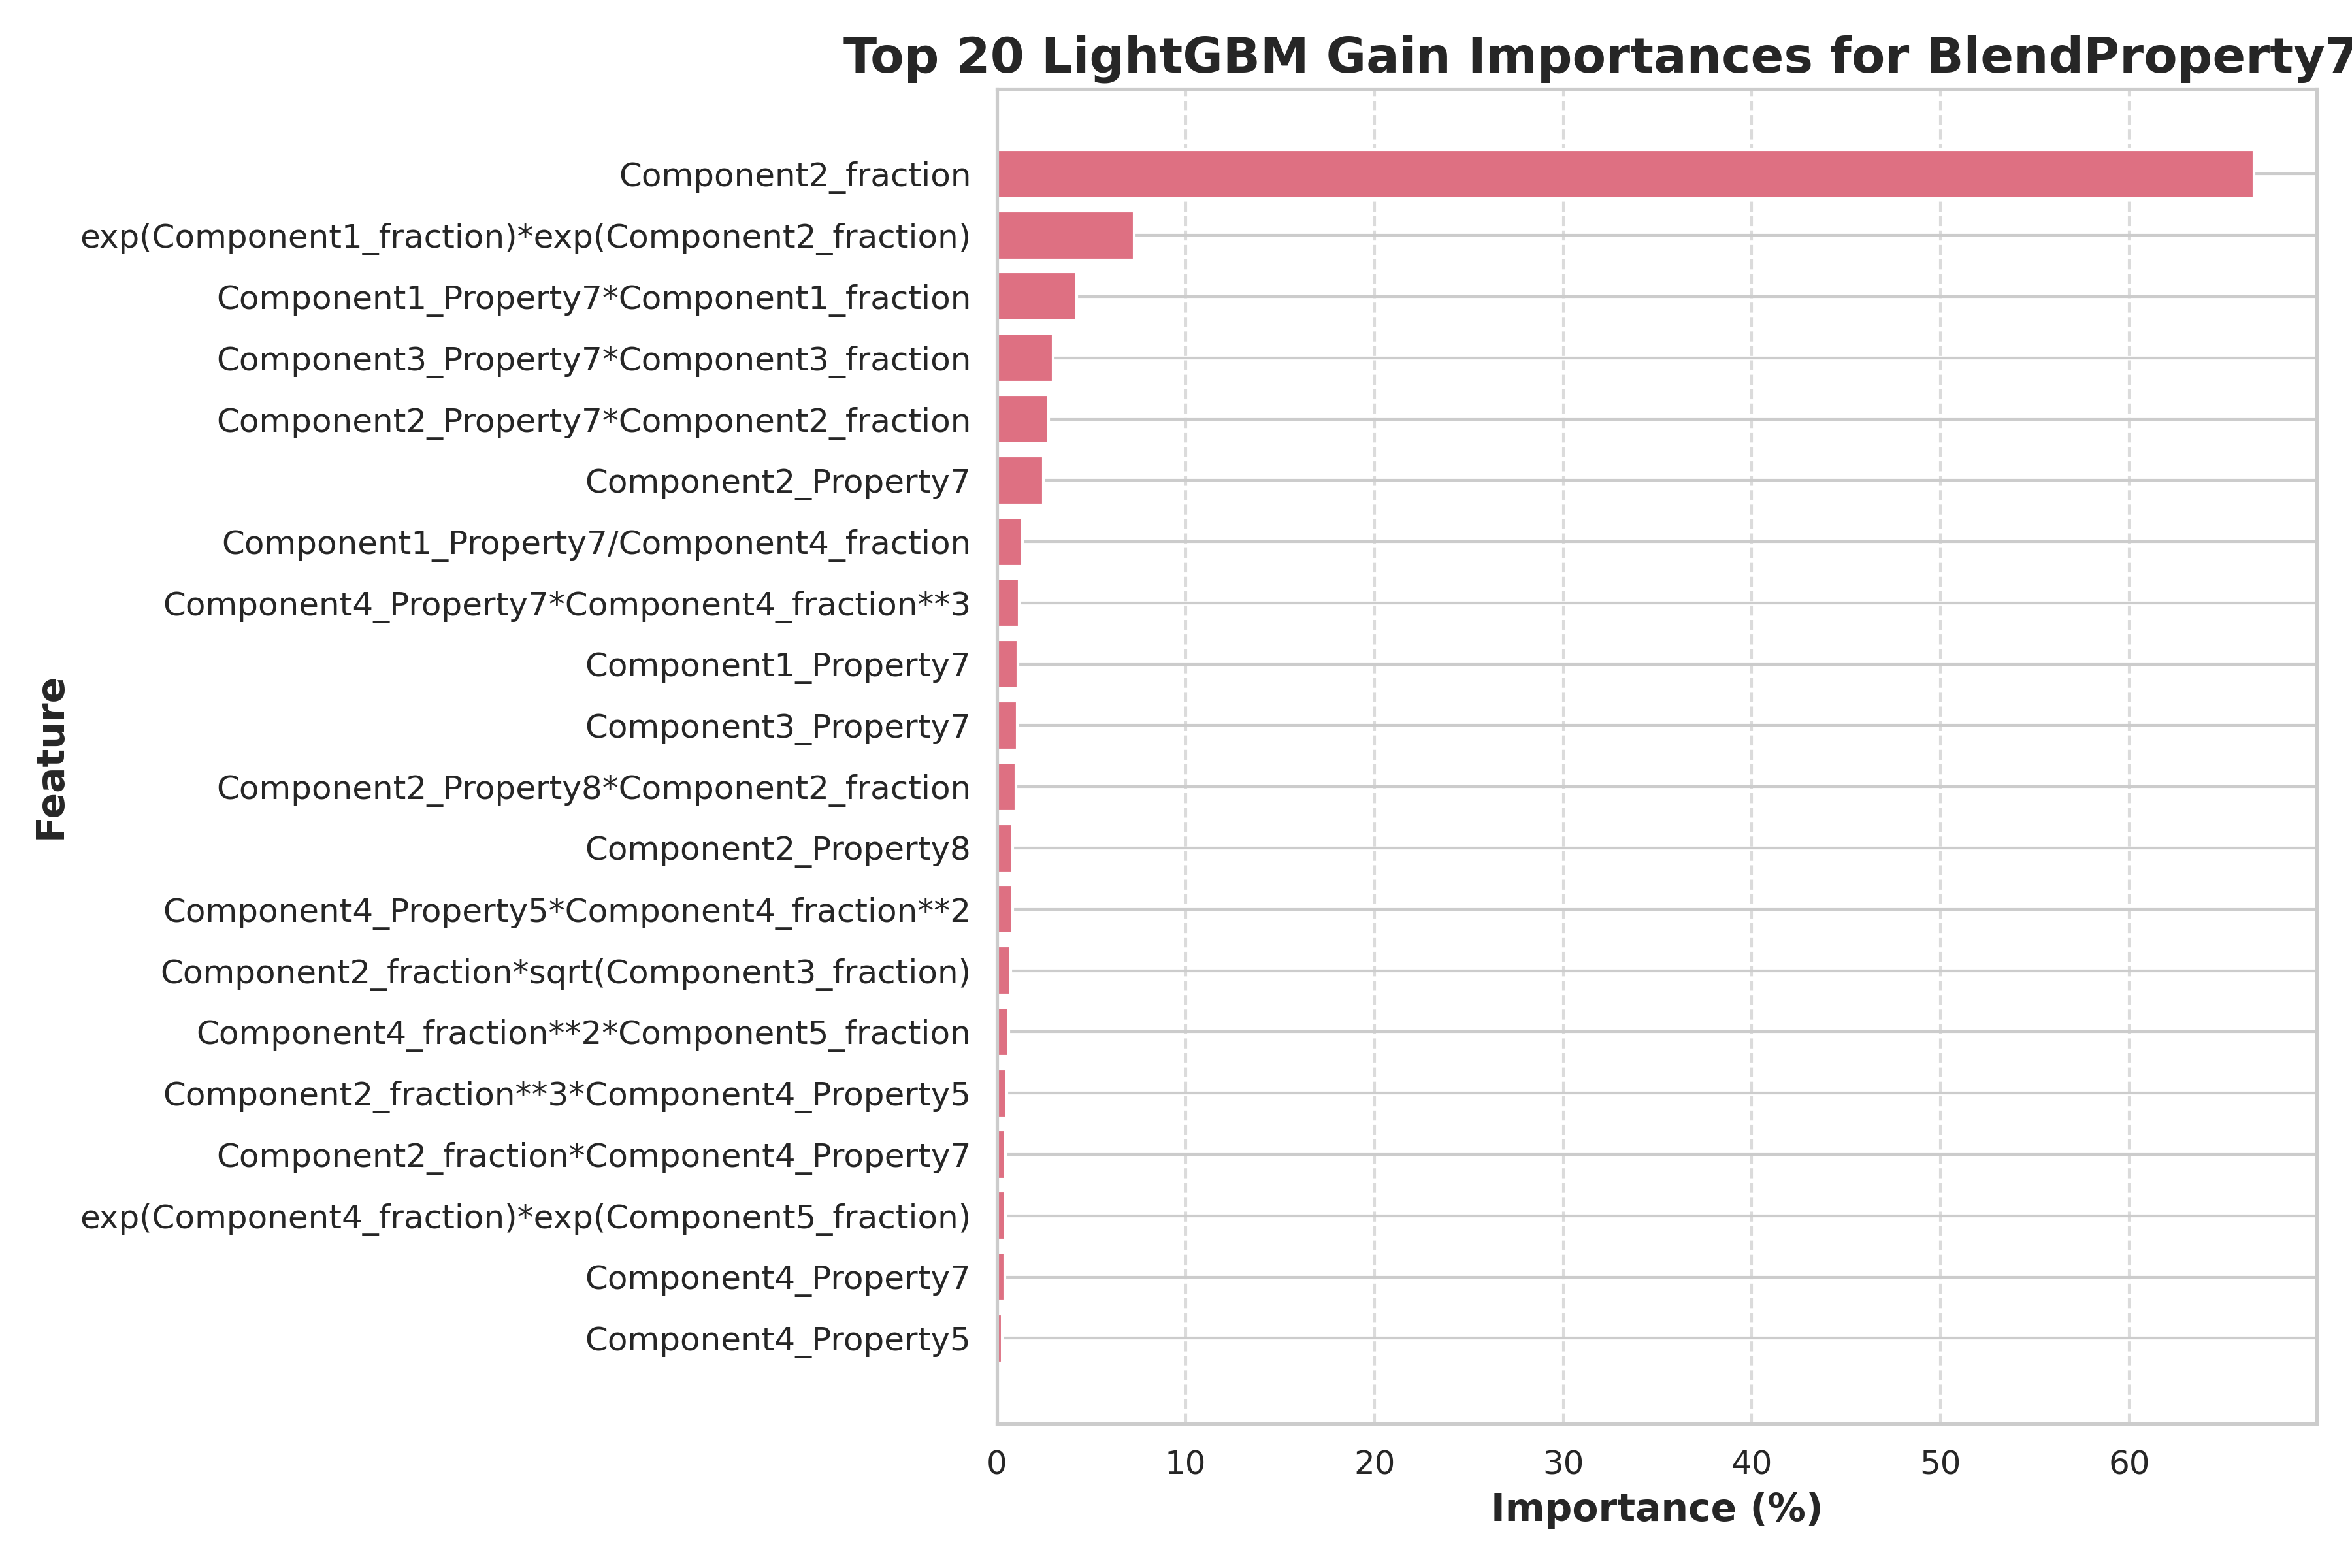 Top 20 LightGBM Gain Importances for BlendProperty7
Component2_fraction
exp(Component1_fraction)*exp(Component2_fraction)
Component1_Property7*Component1_fraction
Component3_Property7*Component3_fraction
Component2_Property7*Component2_fraction
Component2_Property7
Component1_Property7/Component4_fraction
Component4_Property7*Component4_fraction**3
Component1_Property7
Component3_Property7
Component2_Property8*Component2_fraction
Component2_Property8
Component4_Property5*Component4_fraction**2
Component2_fraction*sqrt(Component3_fraction)
Component4_fraction**2*Component5_fraction
Component2_fraction**3*Component4_Property5
Component2_fraction*Component4_Property7
exp(Component4_fraction)*exp(Component5_fraction)
Component4_Property7
Component4_Property5
Feature
0 10 20 30 40 50 60
Importance (%)